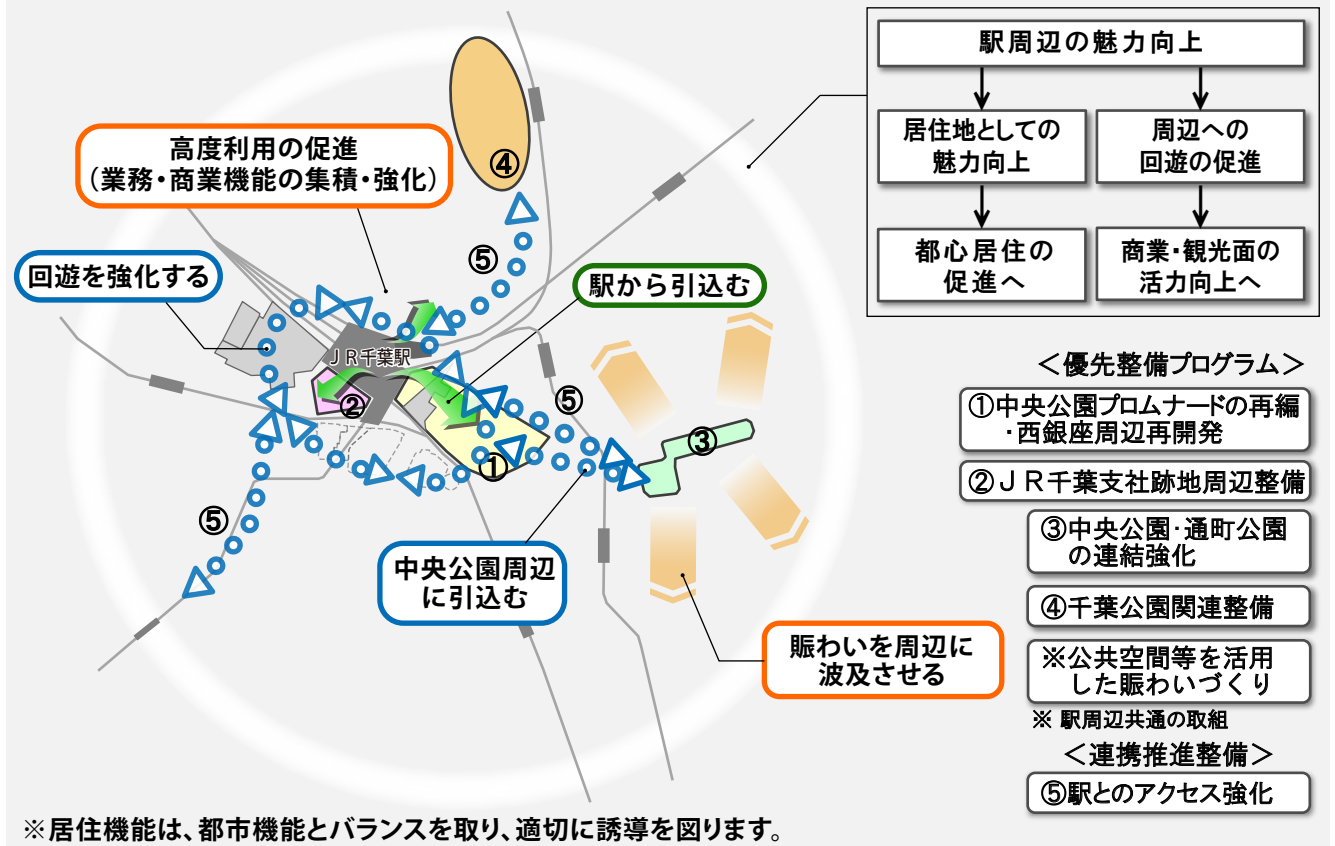 駅周辺の魅力向上
居住地としての
魅力向上
周辺への
回遊の促進
都心居住の
促進へ
商業・観光面の
活力向上へ
高度利用の促進
（業務・商業機能の集積・強化）
④
⑤
回遊を強化する
駅から引込む
ＪＲ千葉駅
②
⑤
③
①
⑤
中央公園周辺
に引込む
賑わいを周辺に
波及させる
＜優先整備プログラム＞
①中央公園プロムナードの再編
・西銀座周辺再開発
②ＪＲ千葉支社跡地周辺整備
③中央公園・通町公園
の連結強化
④千葉公園関連整備
※公共空間等を活用
した賑わいづくり
※ 駅周辺共通の取組
＜連携推進整備＞
⑤駅とのアクセス強化
※居住機能は、都市機能とバランスを取り、適切に誘導を図ります。